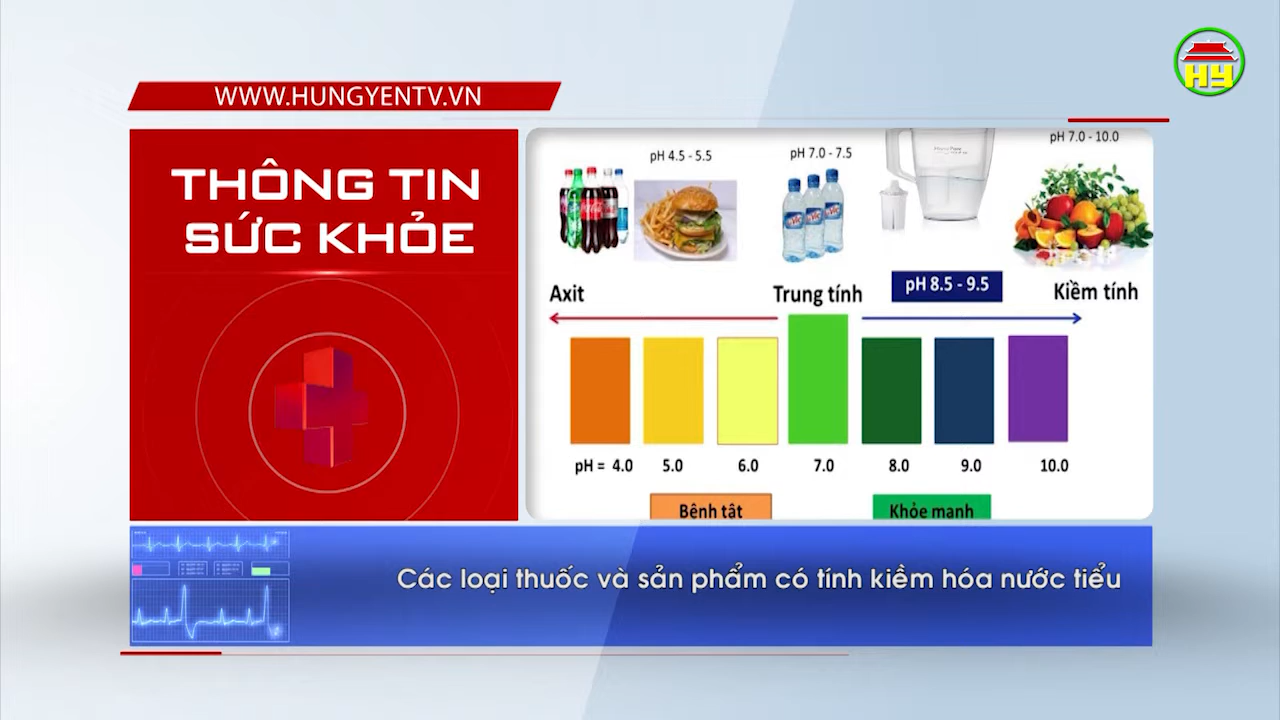 HY
WWW.HUNGYENTV.VN
THÔNG TIN
SỨC KHỎE
pH 4.5 - 5.5
pH 7.0 - 7.5
pH 7.0 - 10.0
Axit
Trung tính
pH 8.5 - 9.5
Kiềm tính
pH = 4.0
5.0
6.0
7.0
8.0
9.0
10.0
Bệnh tật
Khỏe mạnh
Các loại thuốc và sản phẩm có tính kiềm hóa nước tiểu